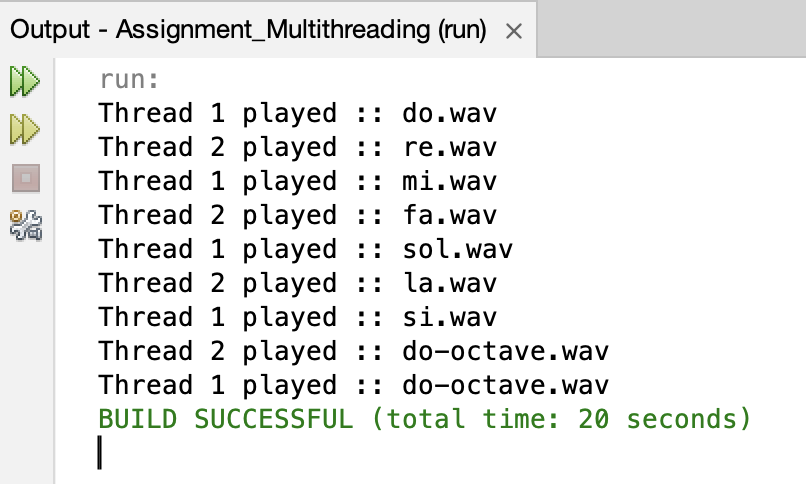 Output - Assignment_Multithreading (run) ×
run:
Thread 1 played :: do.wav
Thread 2 played :: re.wav
Thread 1 played :: mi.wav
Thread 2 played :: fa.wav
Thread 1 played :: sol.wav
Thread 2 played :: la.wav
Thread 1 played :: si.wav
Thread 2 played :: do-octave.wav
Thread 1 played :: do-octave.wav
BUILD SUCCESSFUL (total time: 20 seconds)